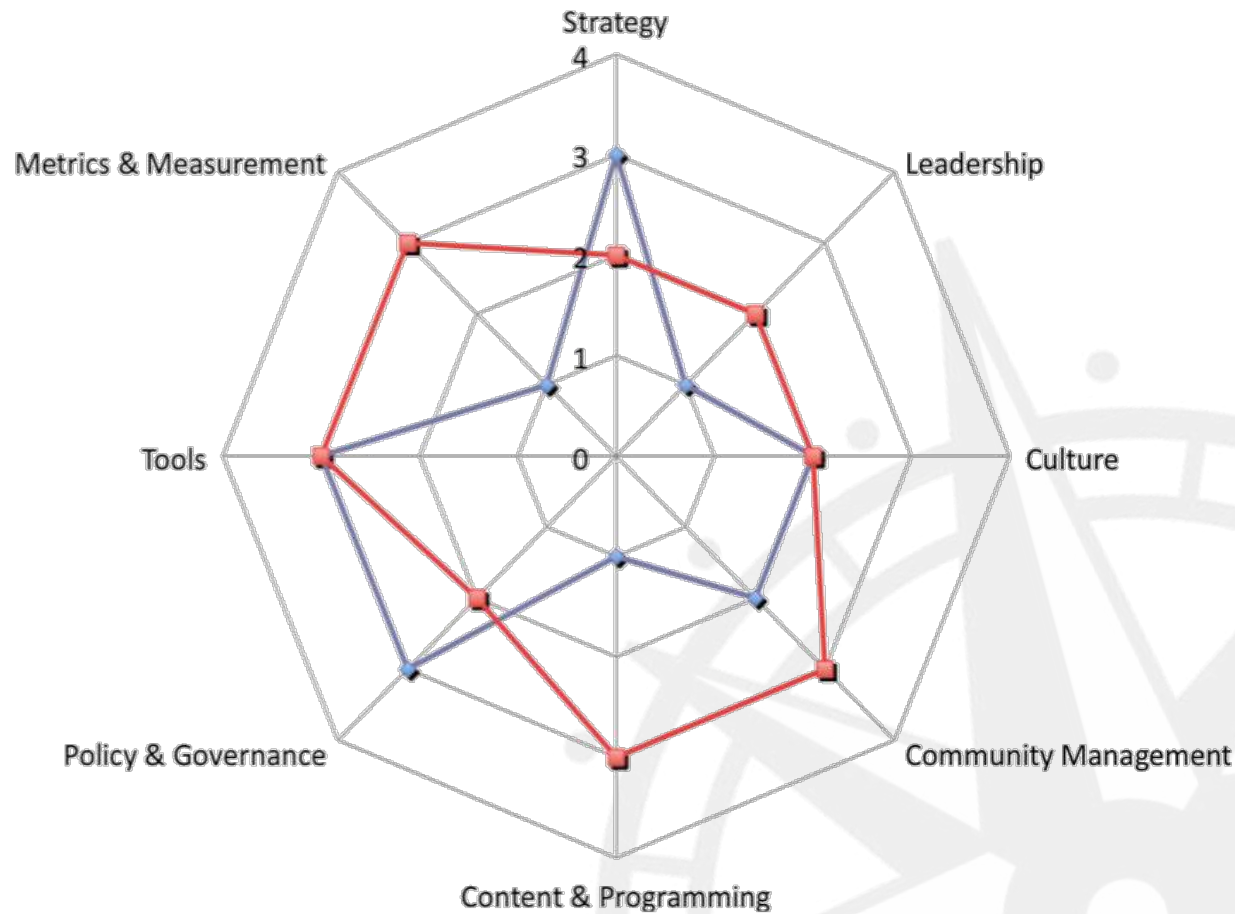 Strategy
4
Metrics & Measurement
3
Leadership
2
1
Tools
0
Culture
Policy & Governance
Community Management
Content & Programming